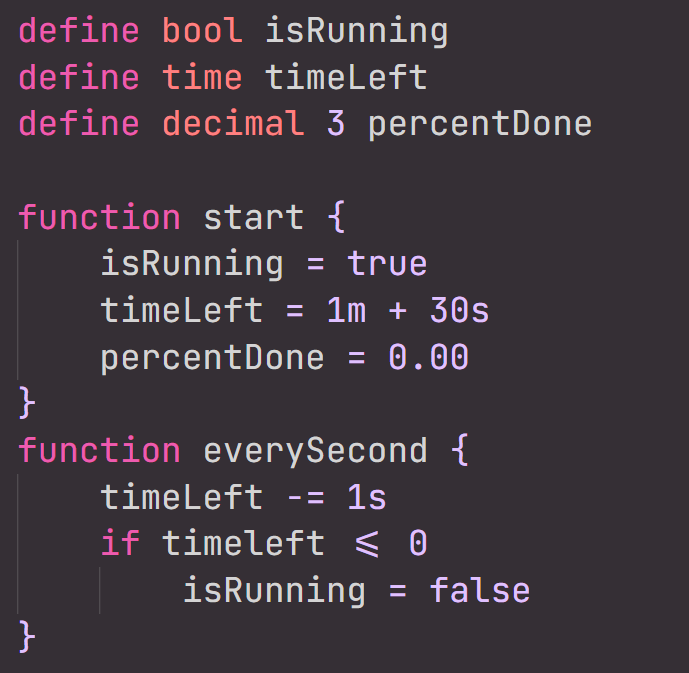 define bool isRunning
define time timeLeft
define decimal 3 percentDone

function start {
    isRunning = true
    timeLeft = 1m + 30s
    percentDone = 0.00
}
function everySecond {
    timeLeft -= 1s
    if timeleft <= 0
        isRunning = false
}